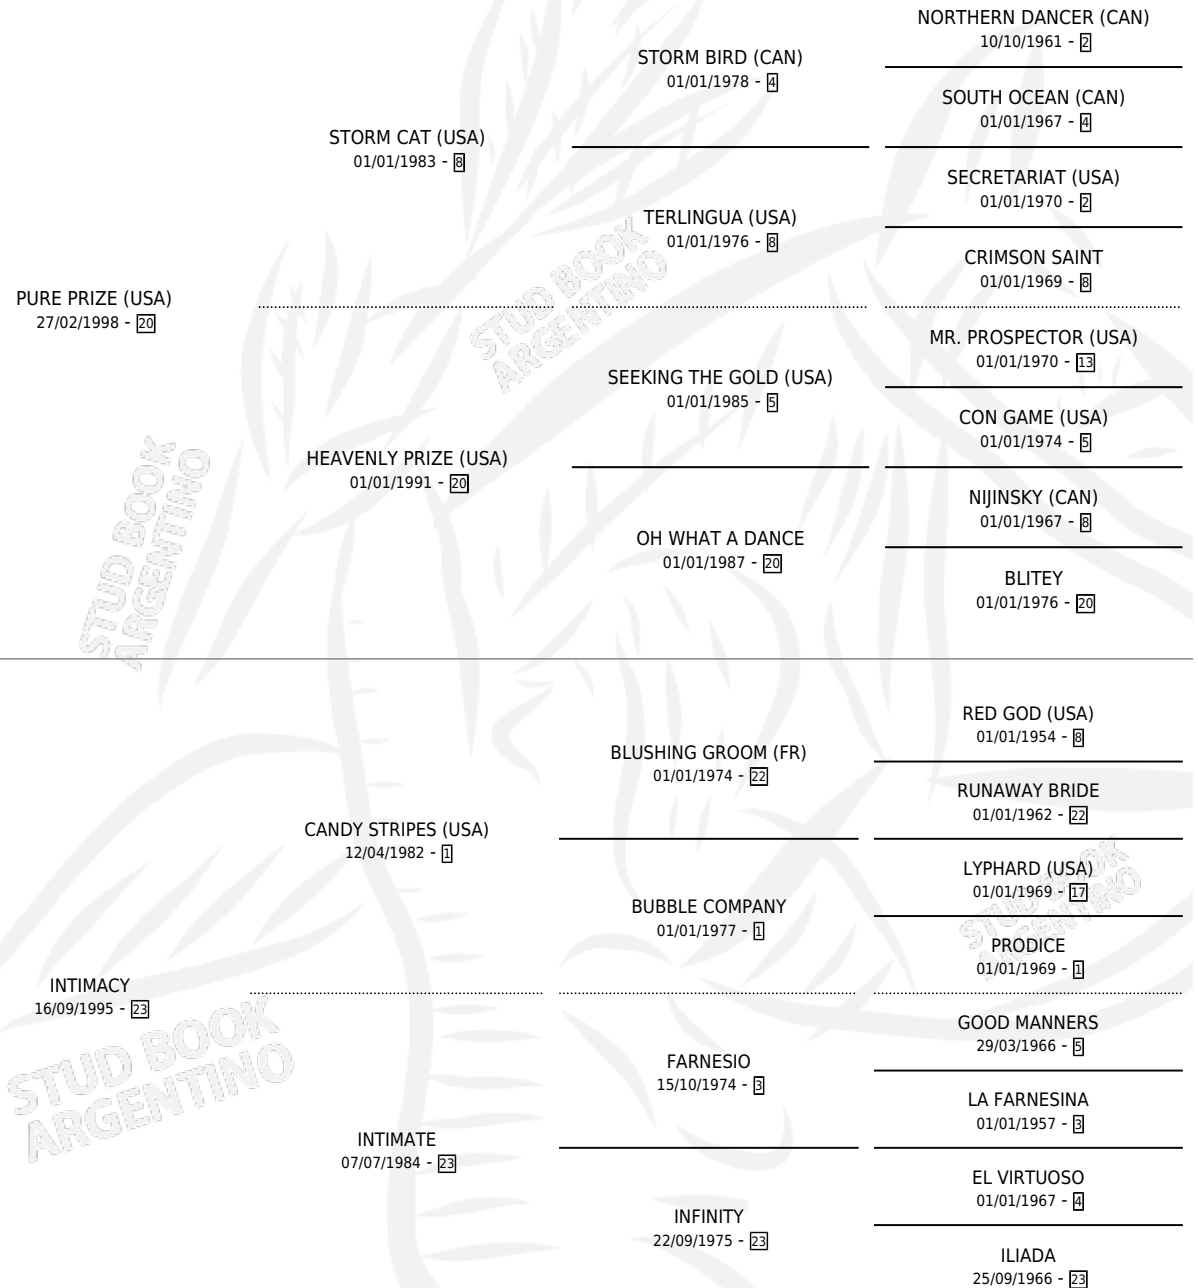 NORTHERN DANCER (CAN)
10/10/1961 - 2
STORM BIRD (CAN)
01/01/1978 - 4
SOUTH OCEAN (CAN)
01/01/1967 - 4
STORM CAT (USA)
01/01/1983 - 8
SECRETARIAT (USA)
01/01/1970 - 2
TERLINGUA (USA)
01/01/1976 - 8
CRIMSON SAINT
01/01/1969 - 8
PURE PRIZE (USA)
27/02/1998 - 20
MR. PROSPECTOR (USA)
01/01/1970 - 13
SEEKING THE GOLD (USA)
01/01/1985 - 5
CON GAME (USA)
01/01/1974 - 5
HEAVENLY PRIZE (USA)
01/01/1991 - 20
NIJINSKY (CAN)
01/01/1967 - 8
OH WHAT A DANCE
01/01/1987 - 20
BLITEY
01/01/1976 - 20
RED GOD (USA)
01/01/1954 - 8
BLUSHING GROOM (FR)
01/01/1974 - 22
RUNAWAY BRIDE
01/01/1962 - 22
CANDY STRIPES (USA)
12/04/1982 - 1
LYPHARD (USA)
01/01/1969 - 17
BUBBLE COMPANY
01/01/1977 - 1
PRODICE
01/01/1969 - 1
INTIMACY
16/09/1995 - 23
GOOD MANNERS
29/03/1966 - 5
FARNESIO
15/10/1974 - 3
LA FARNESINA
01/01/1957 - 3
INTIMATE
07/07/1984 - 23
EL VIRTUOSO
01/01/1967 - 4
INFINITY
22/09/1975 - 23
ILIADA
25/09/1966 - 23
STUD BOOK
ARGENTINO
STUD BOOK
ARGENTINO
STUD BOOK
ARGENTINO
STUD BOOK
ARGENTINO